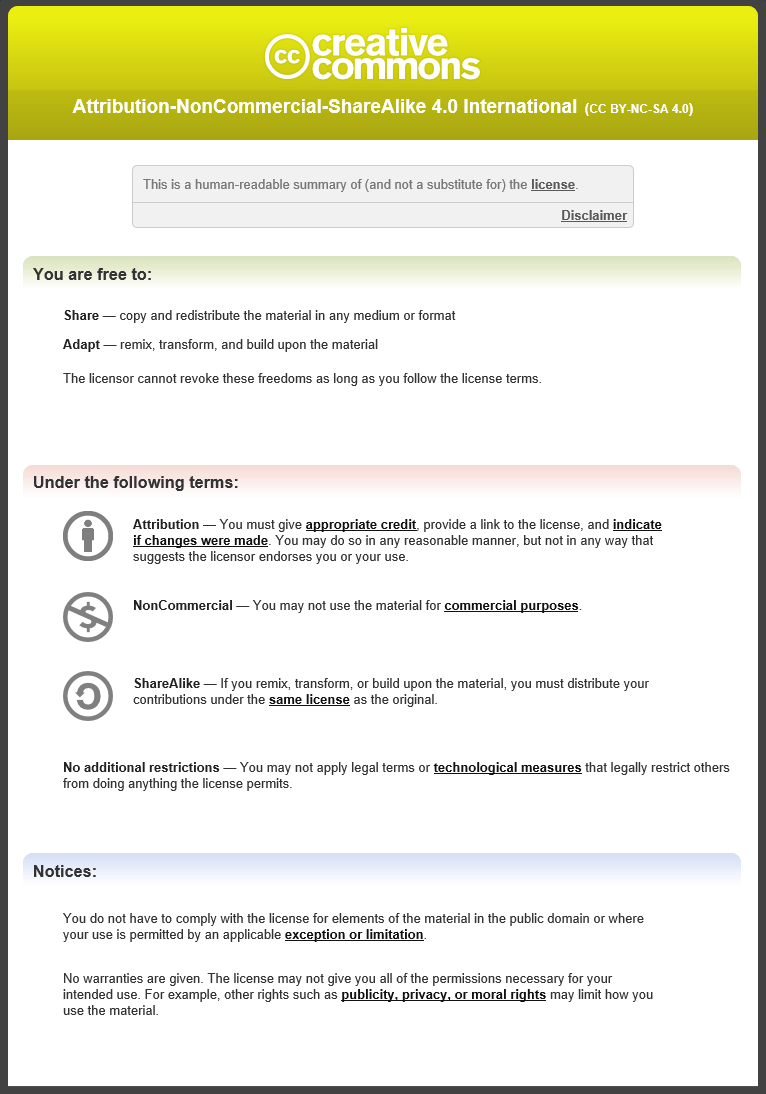 cc creative
commons
Attribution-NonCommercial-ShareAlike 4.0 International (CC BY-NC-SA 4.0)
This is a human-readable summary of (and not a substitute for) the license.
Disclaimer
You are free to:
Share — copy and redistribute the material in any medium or format
Adapt — remix, transform, and build upon the material
The licensor cannot revoke these freedoms as long as you follow the license terms.
Under the following terms:
Attribution — You must give appropriate credit, provide a link to the license, and indicate
if changes were made. You may do so in any reasonable manner, but not in any way that
suggests the licensor endorses you or your use.
$
NonCommercial — You may not use the material for commercial purposes.
ShareAlike — If you remix, transform, or build upon the material, you must distribute your
contributions under the same license as the original.
No additional restrictions — You may not apply legal terms or technological measures that legally restrict others
from doing anything the license permits.
Notices:
You do not have to comply with the license for elements of the material in the public domain or where
your use is permitted by an applicable exception or limitation.
No warranties are given. The license may not give you all of the permissions necessary for your
intended use. For example, other rights such as publicity, privacy, or moral rights may limit how you
use the material.